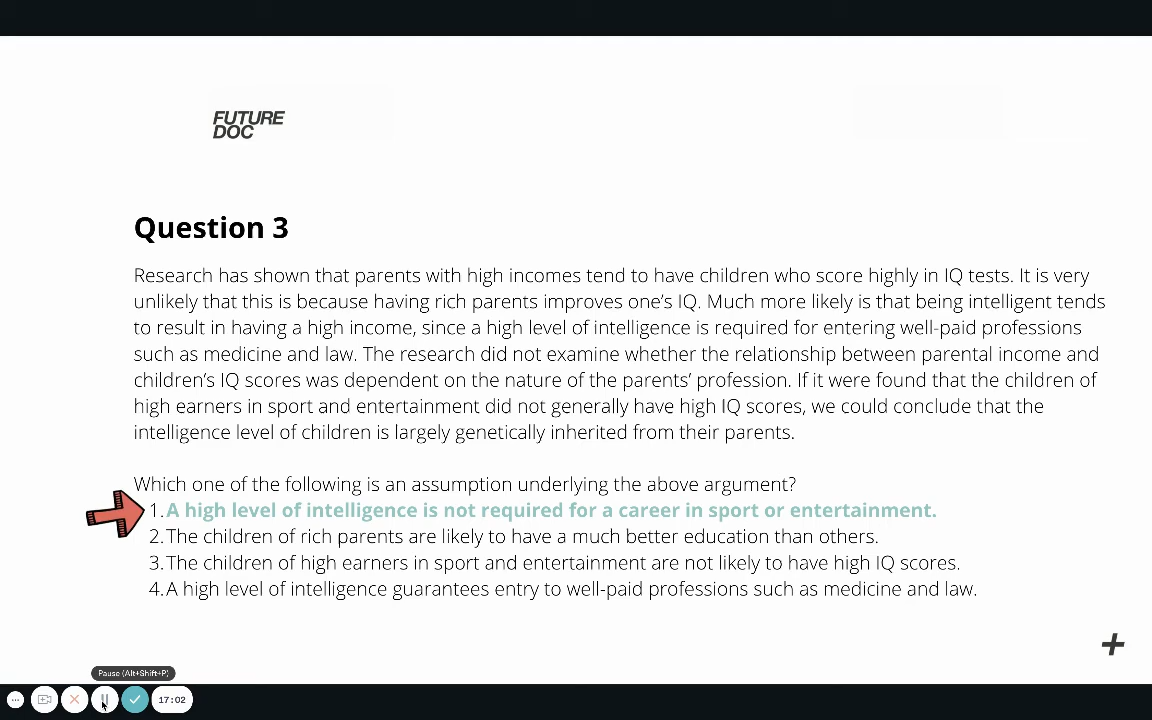 FUTURE
DOC
Question 3
Research has shown that parents with high incomes tend to have children who score highly in IQ tests. It is very
unlikely that this is because having rich parents improves one's IQ. Much more likely is that being intelligent tends
to result in having a high income, since a high level of intelligence is required for entering well-paid professions
such as medicine and law. The research did not examine whether the relationship between parental income and
children's IQ scores was dependent on the nature of the parents' profession. If it were found that the children of
high earners in sport and entertainment did not generally have high IQ scores, we could conclude that the
intelligence level of children is largely genetically inherited from their parents.
Which one of the following is an assumption underlying the above argument?
1. A high level of intelligence is not required for a career in sport or entertainment.
2. The children of rich parents are likely to have a much better education than others.
3. The children of high earners in sport and entertainment are not likely to have high IQ scores.
4. A high level of intelligence guarantees entry to well-paid professions such as medicine and law.
Pause (Alt+Shift+P)
17:02